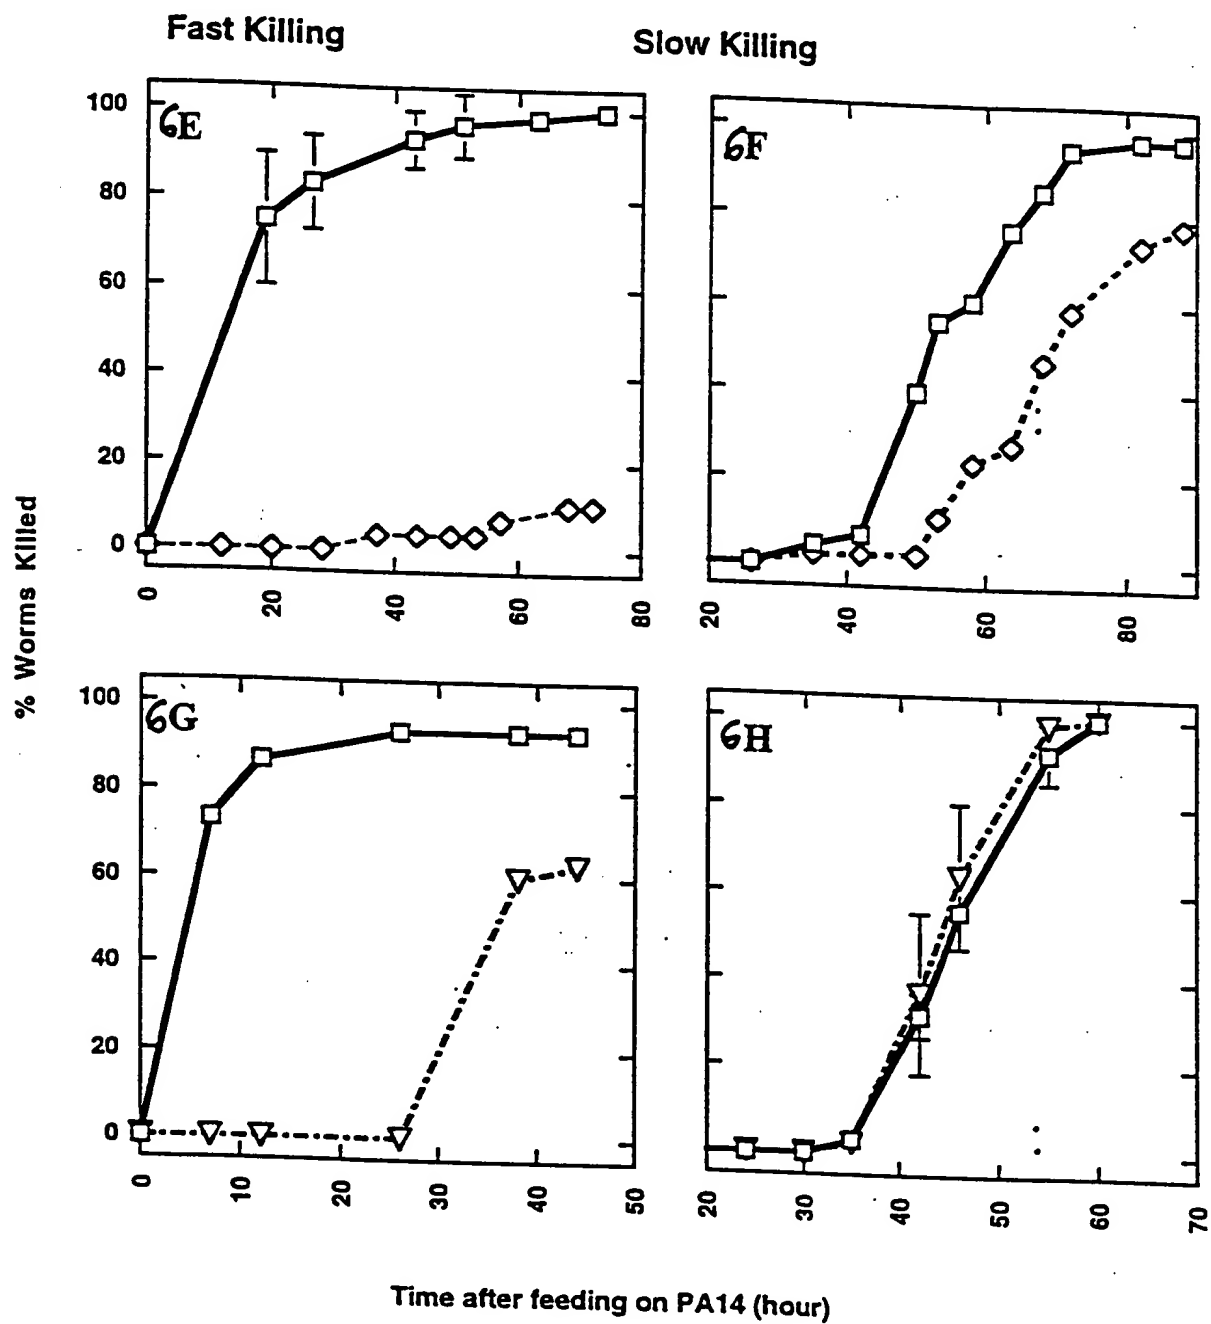 Fast Killing
Slow Killing
6E
100
80
60
40
20
0
0 20 40 60 80
6F
20 40 60 80
% Worms Killed
6G
100
80
60
40
20
0
0 10 20 30 40 50
6H
20 30 40 50 60 70
Time after feeding on PA14 (hour)